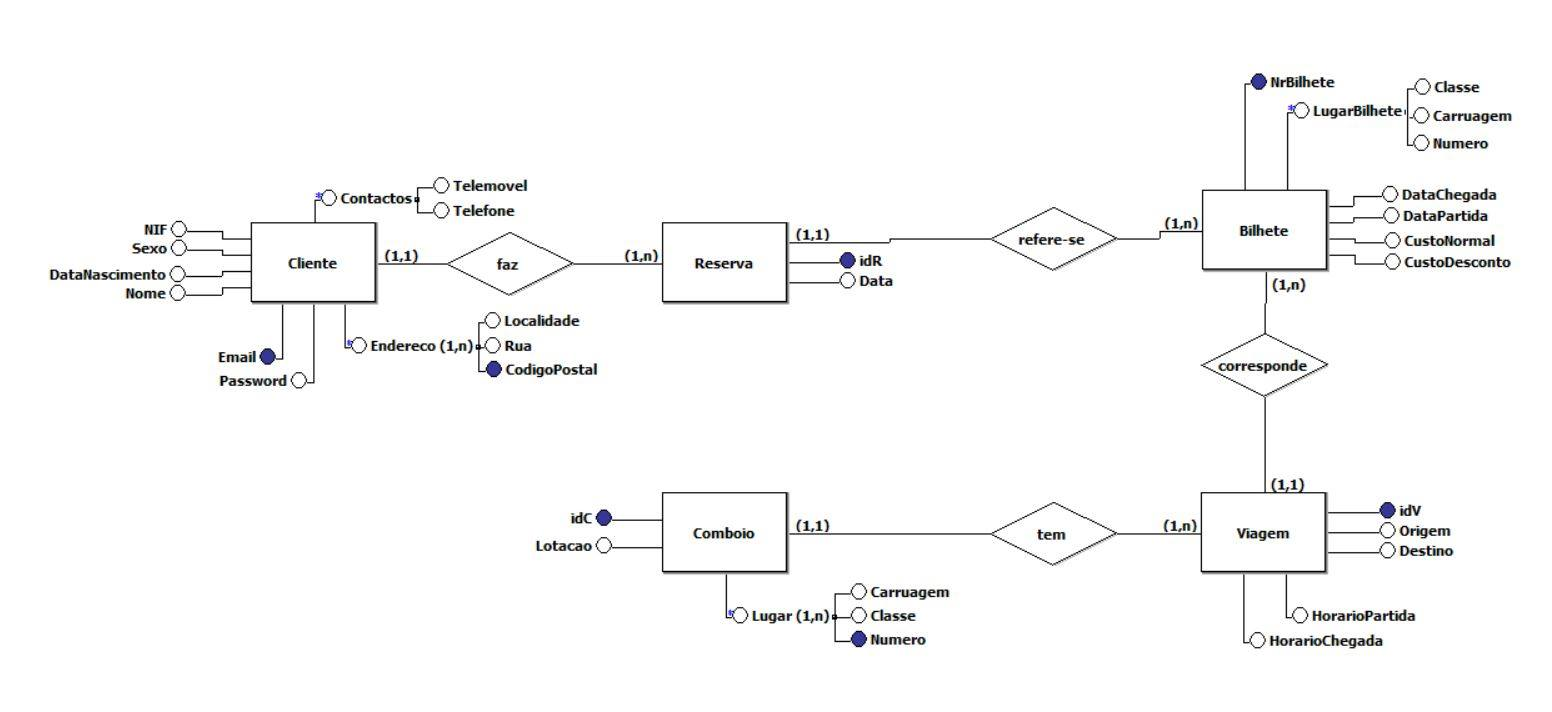 NrBilhete
Classe
LugarBilhete
Carruagem
Numero
Contactos
Telemovel
Telefone
NIF
Sexo
DataNascimento
Nome
Cliente
(1,1)
faz
(1,n)
Reserva
(1,1)
idR
Data
refere-se
(1,n)
Bilhete
DataChegada
DataPartida
CustoNormal
CustoDesconto
(1,n)
Email
Password
Endereco (1,n)
Localidade
Rua
CodigoPostal
corresponde
(1,1)
idC
Lotacao
Comboio
(1,1)
tem
(1,n)
Viagem
idV
Origem
Destino
Lugar (1,n)
Carruagem
Classe
Numero
HorarioPartida
HorarioChegada